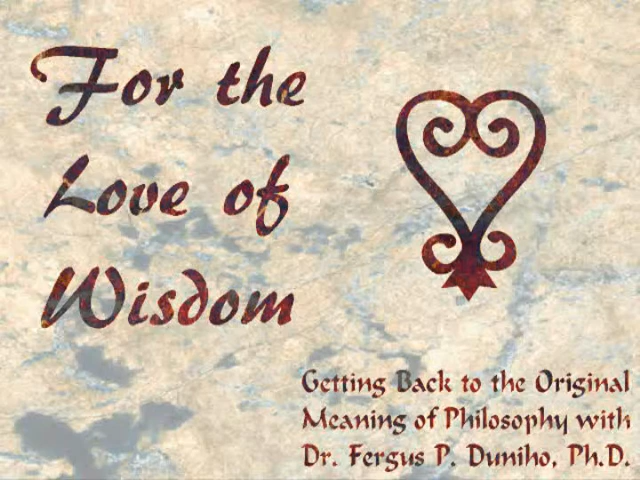 For the
Love of
Wisdom
Getting Back to the Original
Meaning of Philosophy with
Dr. Fergus P. Duniho, Ph.D.